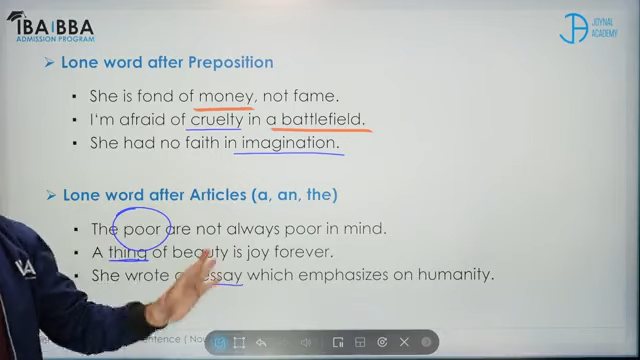 IBA|BBA
ADMISSION PROGRAM
JOYNAL
ACADEMY
Lone word after Preposition
She is fond of money, not fame.
I'm afraid of cruelty in a battlefield.
She had no faith in imagination.
Lone word after Articles (a, an, the)
The poor are not always poor in mind.
A thing of beauty is joy forever.
She wrote essay which emphasizes on humanity.